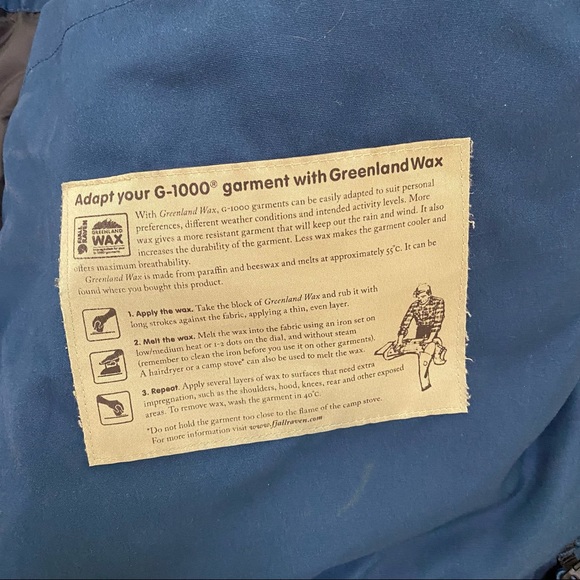 Adapt your G-1000® garment with Greenland Wax
FJÄLL
RÄVEN
GREENLAND
WAX
With Greenland Wax, G-1000 garments can be easily adapted to suit personal
preferences, different weather conditions and intended activity levels. More
wax gives a more resistant garment that will keep out the rain and wind. It also
increases the durability of the garment. Less wax makes the garment cooler and
offers maximum breathability.
Greenland Wax is made from paraffin and beeswax and melts at approximately 55°C. It can be
found where you bought this product.
1. Apply the wax. Take the block of Greenland Wax and rub it with
long strokes against the fabric, applying a thin, even layer.
2. Melt the wax. Melt the wax into the fabric using an iron set on
low/medium heat or 1-2 dots on the dial, and without steam
(remember to clean the iron before you use it on other garments).
A hairdryer or a camp stove* can also be used to melt the wax.
3. Repeat. Apply several layers of wax to surfaces that need extra
impregnation, such as the shoulders, hood, knees, rear and other exposed
areas. To remove wax, wash the garment in 40°C.
*Do not hold the garment too close to the flame of the camp stove.
For more information visit www.fjallraven.com